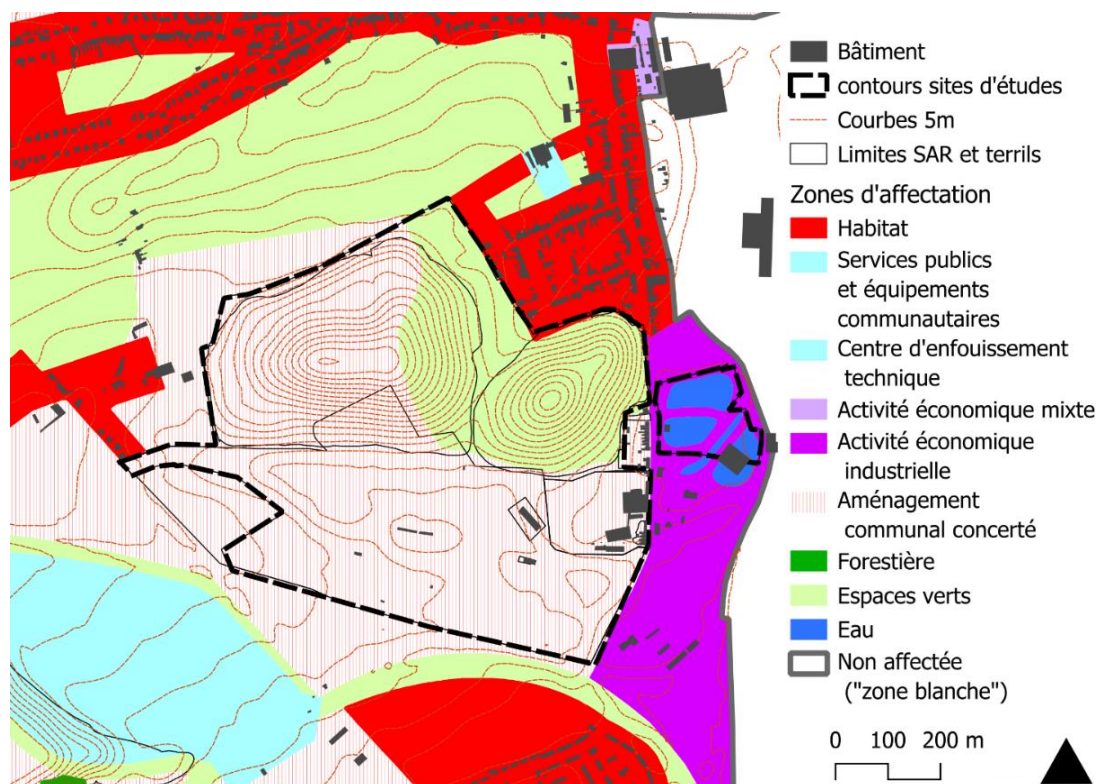 Bâtiment
contours sites d'études
Courbes 5m
Limites SAR et terrils
Zones d'affectation
Habitat
Services publics
et équipements
communautaires
Centre d'enfouissement
technique
Activité économique mixte
Activité économique
industrielle
Aménagement
communal concerté
Forestière
Espaces verts
Eau
Non affectée
("zone blanche")
0 100 200 m